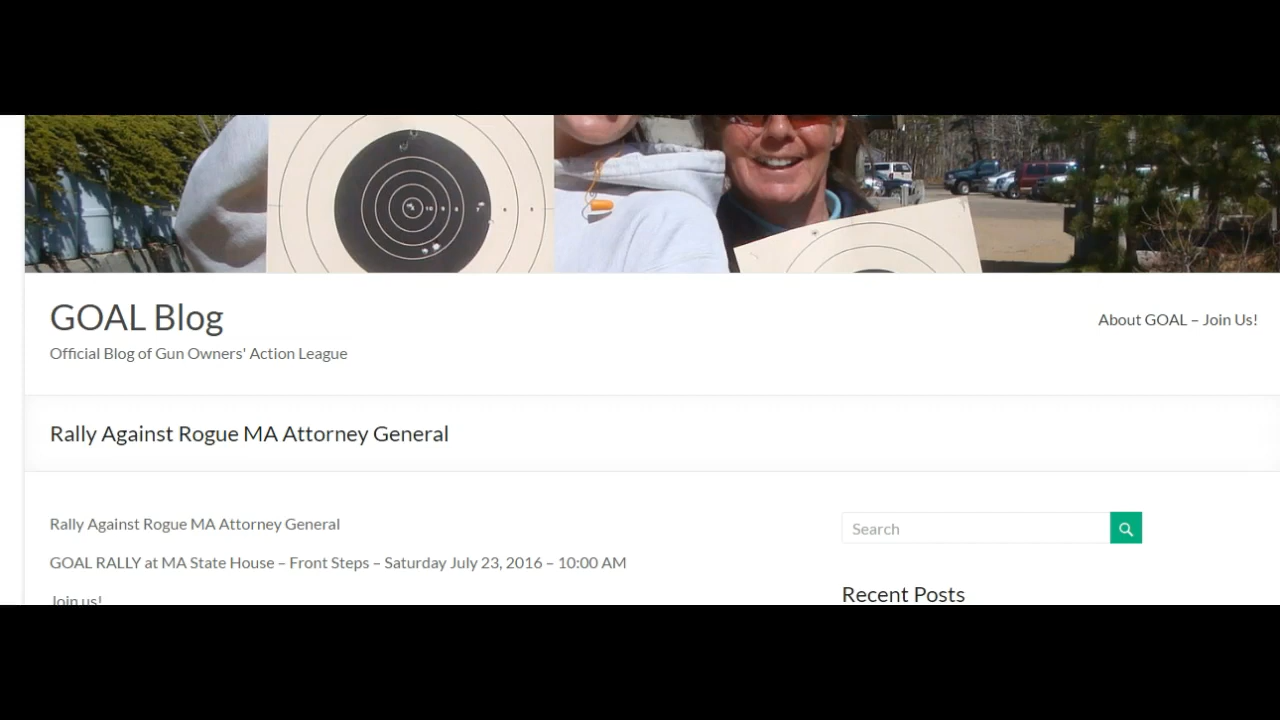 GOAL Blog
About GOAL – Join Us!
Official Blog of Gun Owners' Action League
Rally Against Rogue MA Attorney General
Rally Against Rogue MA Attorney General
Search
GOAL RALLY at MA State House – Front Steps – Saturday July 23, 2016 – 10:00 AM
Recent Posts
Join us!